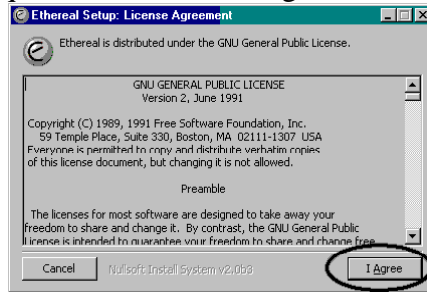 Ethereal Setup: License Agreement
Ethereal is distributed under the GNU General Public License.
GNU GENERAL PUBLIC LICENSE
Version 2, June 1991
Copyright (C) 1989, 1991 Free Software Foundation, Inc.
59 Temple Place, Suite 330, Boston, MA 02111-1307 USA
Everyone is permitted to copy and distribute verbatim copies
of this license document, but changing it is not allowed.
Preamble
The licenses for most software are designed to take away your
freedom to share and change it. By contrast, the GNU General Public
License is intended to guarantee your freedom to share and change free
Cancel
Nullsoft Install System v2.0b3
I Agree